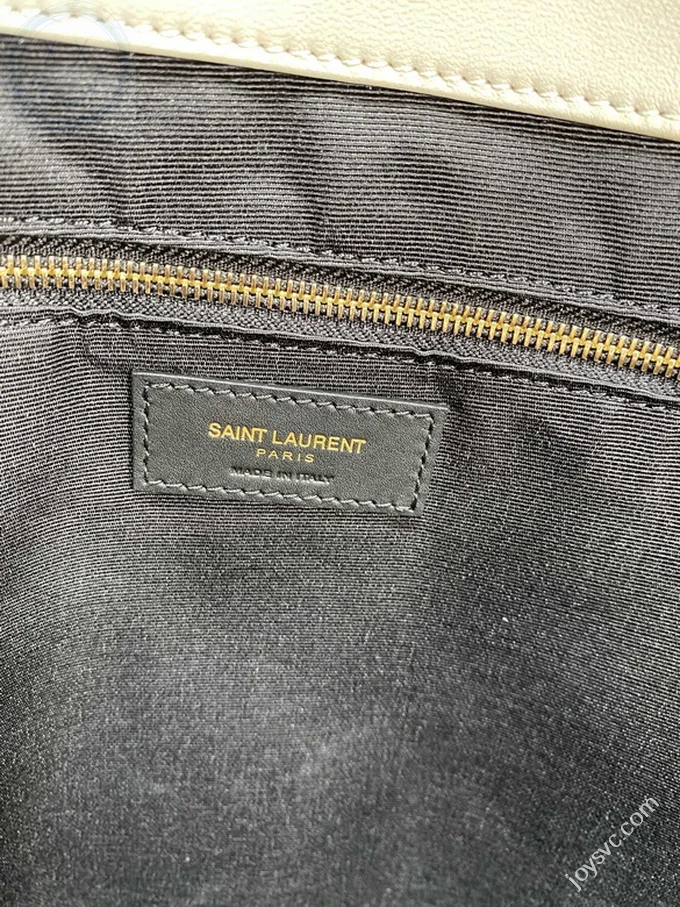 SAINT LAURENT
PARIS
MADE IN ITALY
joysvc.com